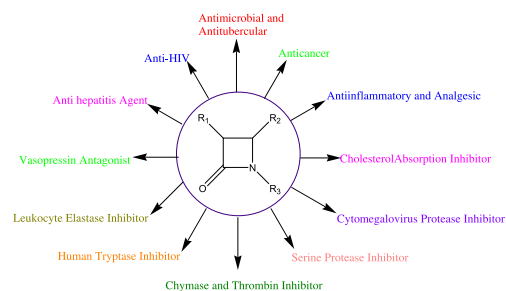 Antimicrobial and
Antitubercular
Anti-HIV
Anticancer
Anti hepatitis Agent
Antiinflammatory and Analgesic
R1
R2
Vasopressin Antagonist
CholesterolAbsorption Inhibitor
O
N
R3
Leukocyte Elastase Inhibitor
Cytomegalovirus Protease Inhibitor
Human Tryptase Inhibitor
Serine Protease Inhibitor
Chymase and Thrombin Inhibitor